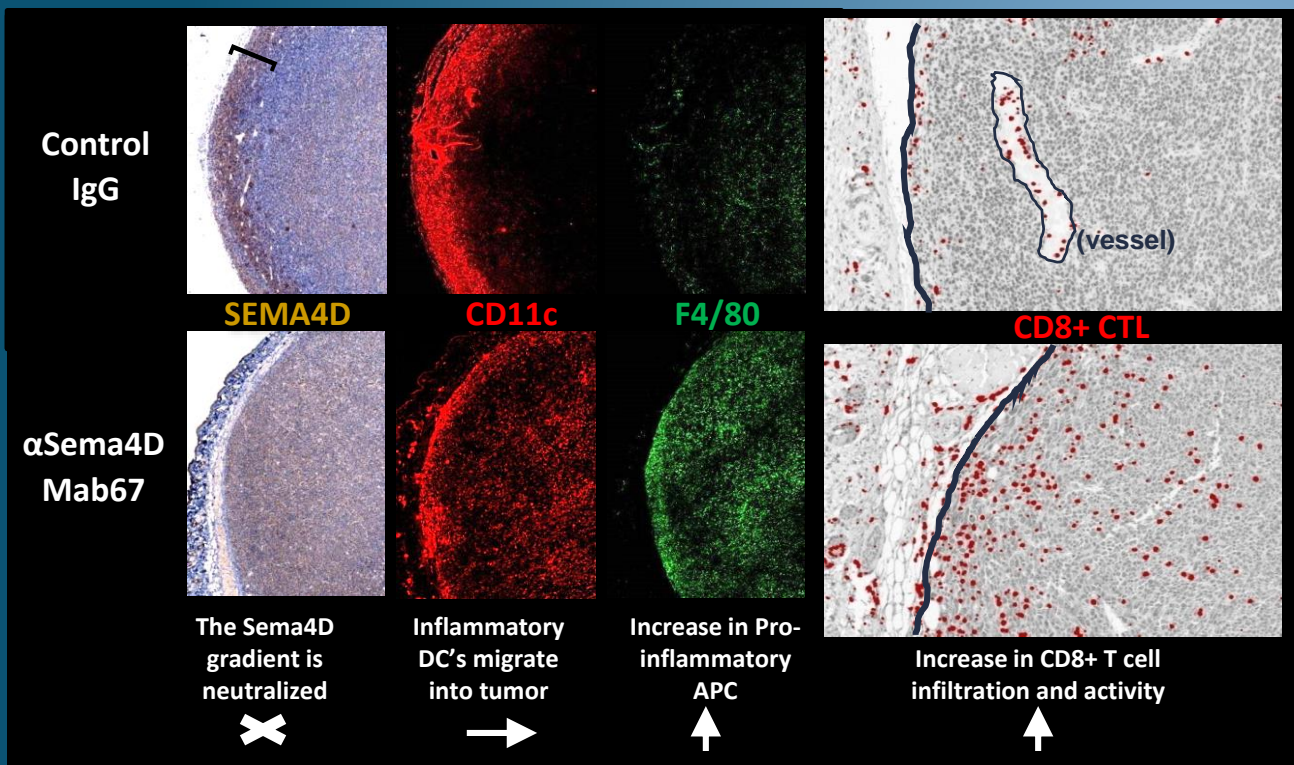 Control
IgG
(vessel)
SEMA4D
CD11c
F4/80
CD8+ CTL
αSema4D
Mab67
The Sema4D
gradient is
neutralized
Inflammatory
DC's migrate
into tumor
Increase in Pro-
inflammatory
APC
Increase in CD8+ T cell
infiltration and activity